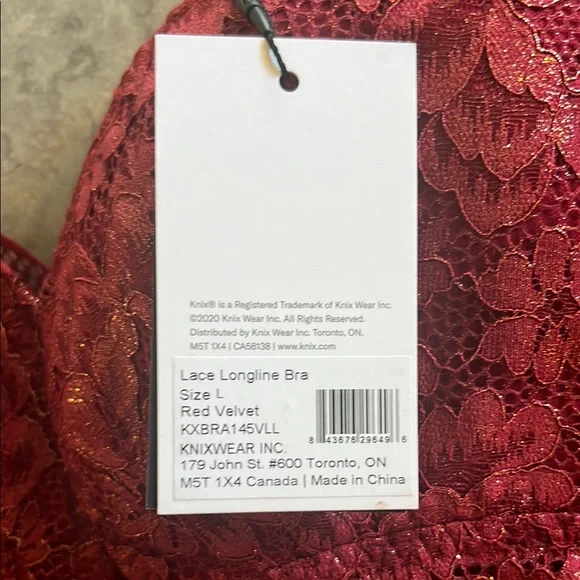 Knix® is a Registered Trademark of Knix Wear Inc.
©2020 Knix Wear Inc. All Rights Reserved.
Distributed by Knix Wear Inc. Toronto, ON,
M5T 1X4 | CA58138 | www.knix.com
Lace Longline Bra
Size L
Red Velvet
KXBRA145VLL
KNIXWEAR INC.
8 43676 29649 6
179 John St. #600 Toronto, ON
M5T 1X4 Canada | Made in China